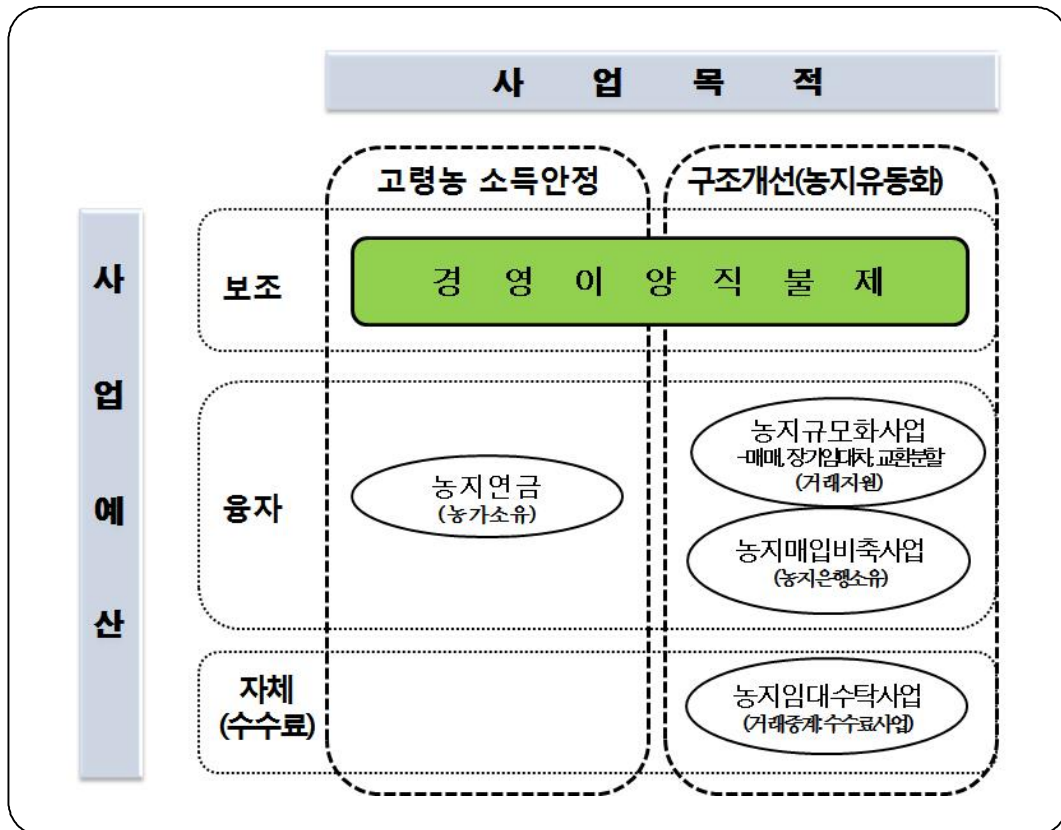 사 업 목 적
고령농 소득안정
구조개선(농지유동화)
사 업 예 산
보조
경 영 이 양 직 불 제
융자
농지연금
(농가소유)
농지규모화사업
-매매, 장기임대차, 교환분할
(거래지원)
농지매입비축사업
(농지은행소유)
자체
(수수료)
농지임대수탁사업
(거래중계:수수료사업)